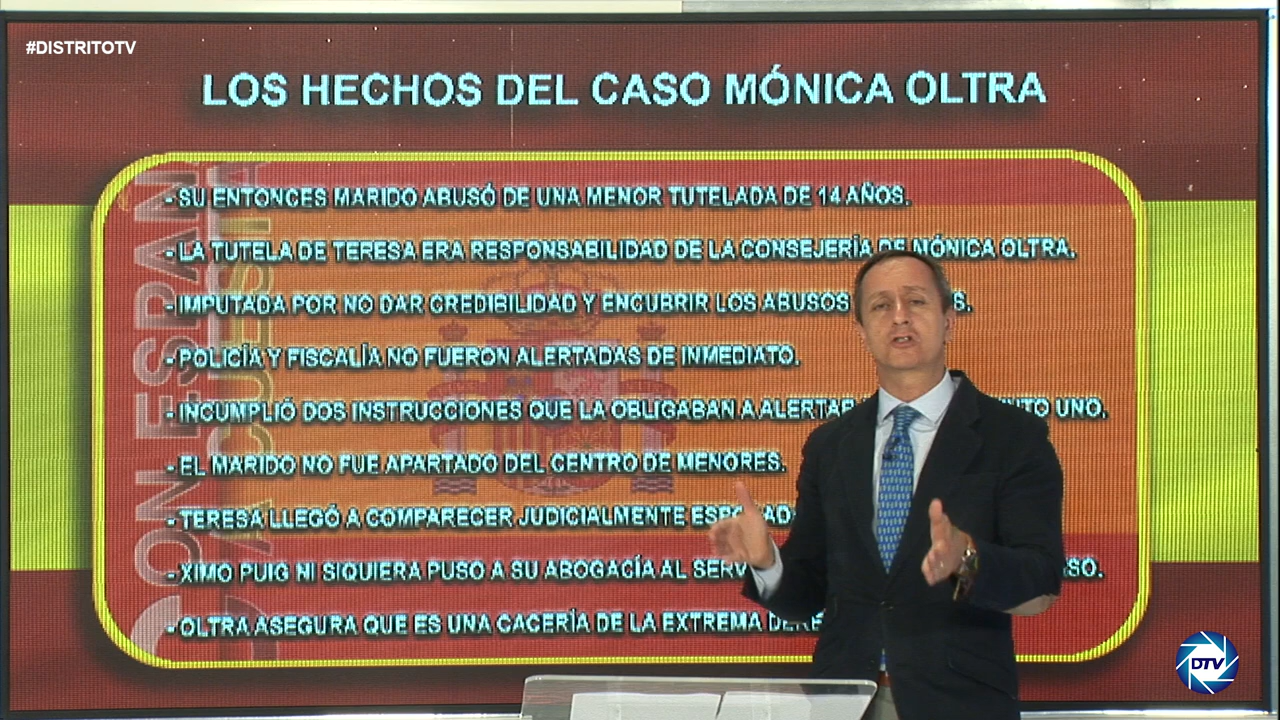 #DISTRITOTV
LOS HECHOS DEL CASO MÓNICA OLTRA
- SU ENTONCES MARIDO ABUSÓ DE UNA MENOR TUTELADA DE 14 AÑOS.
- LA TUTELA DE TERESA ERA RESPONSABILIDAD DE LA CONSEJERÍA DE MÓNICA OLTRA.
- IMPUTADA POR NO DAR CREDIBILIDAD Y ENCUBRIR LOS ABUSOS
- POLICÍA Y FISCALÍA NO FUERON ALERTADAS DE INMEDIATO.
- INCUMPLIÓ DOS INSTRUCCIONES QUE LA OBLIGABAN A ALERTAR UNO.
- EL MARIDO NO FUE APARTADO DEL CENTRO DE MENORES.
- TERESA LLEGÓ A COMPARECER JUDICIALMENTE
- XIMO PUIG NI SIQUIERA PUSO A SU ABOGACÍA AL
- OLTRA ASEGURA QUE ES UNA CACERÍA DE LA EXTREMA
CON ESPAÑ
A CUEST
DTV